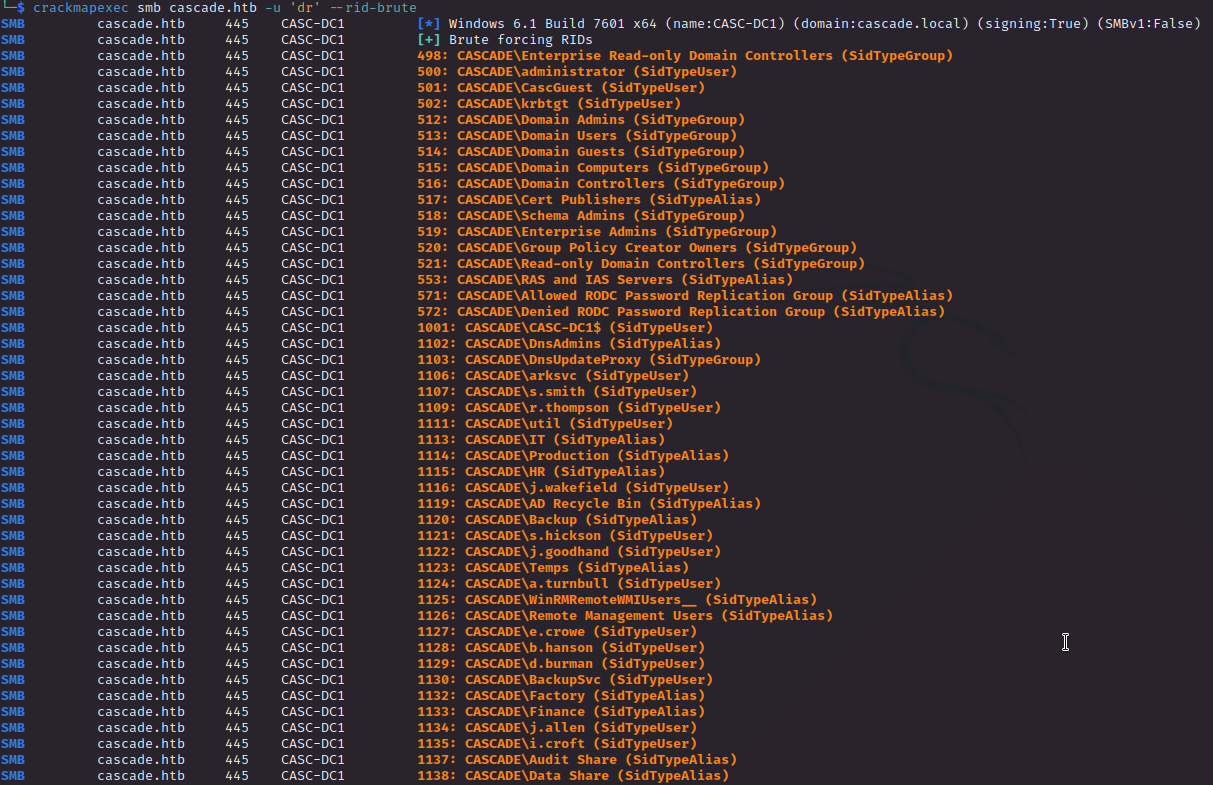 └─$ crackmapexec smb cascade.htb -u 'dr' --rid-brute
SMB cascade.htb 445 CASC-DC1 [*] Windows 6.1 Build 7601 x64 (name:CASC-DC1) (domain:cascade.local) (signing:True) (SMBv1:False)
SMB cascade.htb 445 CASC-DC1 [+] Brute forcing RIDs
SMB cascade.htb 445 CASC-DC1 498: CASCADE\Enterprise Read-only Domain Controllers (SidTypeGroup)
SMB cascade.htb 445 CASC-DC1 500: CASCADE\administrator (SidTypeUser)
SMB cascade.htb 445 CASC-DC1 501: CASCADE\CascGuest (SidTypeUser)
SMB cascade.htb 445 CASC-DC1 502: CASCADE\krbtgt (SidTypeUser)
SMB cascade.htb 445 CASC-DC1 512: CASCADE\Domain Admins (SidTypeGroup)
SMB cascade.htb 445 CASC-DC1 513: CASCADE\Domain Users (SidTypeGroup)
SMB cascade.htb 445 CASC-DC1 514: CASCADE\Domain Guests (SidTypeGroup)
SMB cascade.htb 445 CASC-DC1 515: CASCADE\Domain Computers (SidTypeGroup)
SMB cascade.htb 445 CASC-DC1 516: CASCADE\Domain Controllers (SidTypeGroup)
SMB cascade.htb 445 CASC-DC1 517: CASCADE\Cert Publishers (SidTypeAlias)
SMB cascade.htb 445 CASC-DC1 518: CASCADE\Schema Admins (SidTypeGroup)
SMB cascade.htb 445 CASC-DC1 519: CASCADE\Enterprise Admins (SidTypeGroup)
SMB cascade.htb 445 CASC-DC1 520: CASCADE\Group Policy Creator Owners (SidTypeGroup)
SMB cascade.htb 445 CASC-DC1 521: CASCADE\Read-only Domain Controllers (SidTypeGroup)
SMB cascade.htb 445 CASC-DC1 553: CASCADE\RAS and IAS Servers (SidTypeAlias)
SMB cascade.htb 445 CASC-DC1 571: CASCADE\Allowed RODC Password Replication Group (SidTypeAlias)
SMB cascade.htb 445 CASC-DC1 572: CASCADE\Denied RODC Password Replication Group (SidTypeAlias)
SMB cascade.htb 445 CASC-DC1 1001: CASCADE\CASC-DC1$ (SidTypeUser)
SMB cascade.htb 445 CASC-DC1 1102: CASCADE\DnsAdmins (SidTypeAlias)
SMB cascade.htb 445 CASC-DC1 1103: CASCADE\DnsUpdateProxy (SidTypeGroup)
SMB cascade.htb 445 CASC-DC1 1106: CASCADE\arksvc (SidTypeUser)
SMB cascade.htb 445 CASC-DC1 1107: CASCADE\s.smith (SidTypeUser)
SMB cascade.htb 445 CASC-DC1 1109: CASCADE\r.thompson (SidTypeUser)
SMB cascade.htb 445 CASC-DC1 1111: CASCADE\util (SidTypeUser)
SMB cascade.htb 445 CASC-DC1 1113: CASCADE\IT (SidTypeAlias)
SMB cascade.htb 445 CASC-DC1 1114: CASCADE\Production (SidTypeAlias)
SMB cascade.htb 445 CASC-DC1 1115: CASCADE\HR (SidTypeAlias)
SMB cascade.htb 445 CASC-DC1 1116: CASCADE\j.wakefield (SidTypeUser)
SMB cascade.htb 445 CASC-DC1 1119: CASCADE\AD Recycle Bin (SidTypeAlias)
SMB cascade.htb 445 CASC-DC1 1120: CASCADE\Backup (SidTypeAlias)
SMB cascade.htb 445 CASC-DC1 1121: CASCADE\s.hickson (SidTypeUser)
SMB cascade.htb 445 CASC-DC1 1122: CASCADE\j.goodhand (SidTypeUser)
SMB cascade.htb 445 CASC-DC1 1123: CASCADE\Temps (SidTypeAlias)
SMB cascade.htb 445 CASC-DC1 1124: CASCADE\a.turnbull (SidTypeUser)
SMB cascade.htb 445 CASC-DC1 1125: CASCADE\WinRMRemoteWMIUsers__ (SidTypeAlias)
SMB cascade.htb 445 CASC-DC1 1126: CASCADE\Remote Management Users (SidTypeAlias)
SMB cascade.htb 445 CASC-DC1 1127: CASCADE\e.crowe (SidTypeUser)
SMB cascade.htb 445 CASC-DC1 1128: CASCADE\b.hanson (SidTypeUser)
SMB cascade.htb 445 CASC-DC1 1129: CASCADE\d.burman (SidTypeUser)
SMB cascade.htb 445 CASC-DC1 1130: CASCADE\BackupSvc (SidTypeUser)
SMB cascade.htb 445 CASC-DC1 1132: CASCADE\Factory (SidTypeAlias)
SMB cascade.htb 445 CASC-DC1 1133: CASCADE\Finance (SidTypeAlias)
SMB cascade.htb 445 CASC-DC1 1134: CASCADE\j.allen (SidTypeUser)
SMB cascade.htb 445 CASC-DC1 1135: CASCADE\i.croft (SidTypeUser)
SMB cascade.htb 445 CASC-DC1 1137: CASCADE\Audit Share (SidTypeAlias)
SMB cascade.htb 445 CASC-DC1 1138: CASCADE\Data Share (SidTypeAlias)